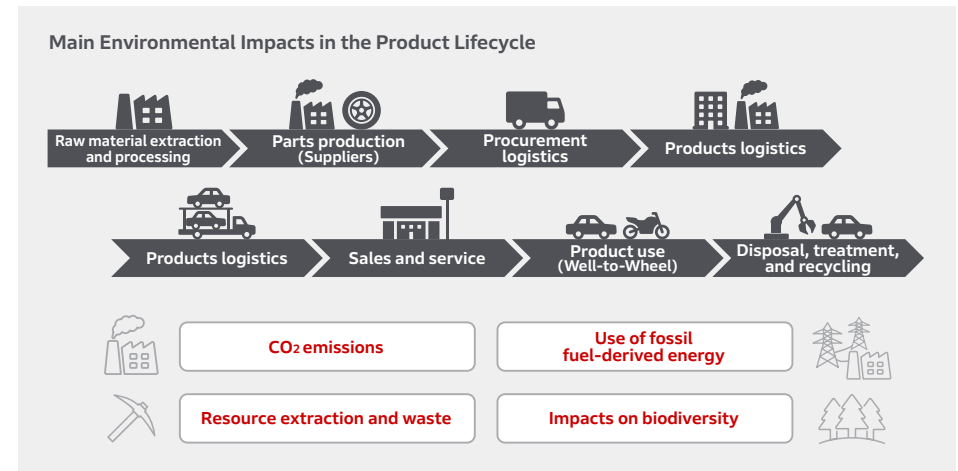 Main Environmental Impacts in the Product Lifecycle
Raw material extraction
and processing
Parts production
(Suppliers)
Procurement
logistics
Products logistics
Products logistics
Sales and service
Product use
(Well-to-Wheel)
Disposal, treatment,
and recycling
CO2 emissions
Use of fossil
fuel-derived energy
Resource extraction and waste
Impacts on biodiversity